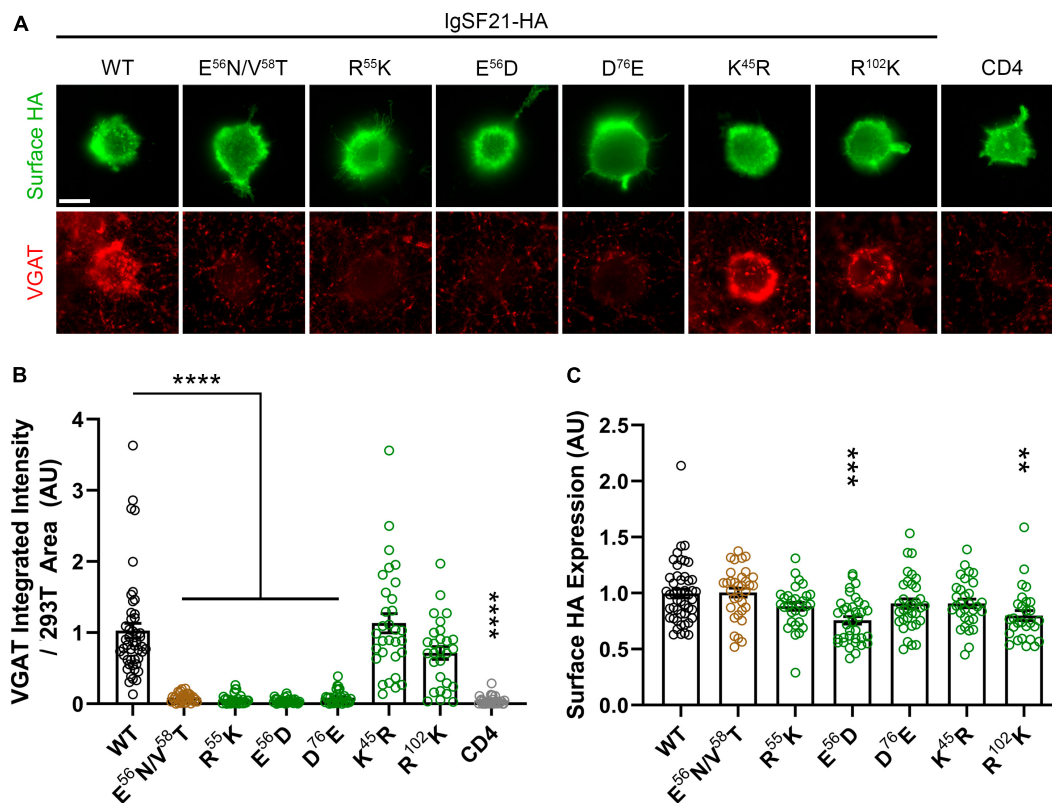 A
IgSF21-HA
WT E⁵⁶N/V⁵⁸T R⁵⁵K E⁵⁶D D⁷⁶E K⁴⁵R R¹⁰²K CD4
Surface HA
VGAT
B
****
VGAT Integrated Intensity
/ 293T Area (AU)
4
3
2
1
0
****
WT E⁵⁶N/V⁵⁸T R⁵⁵K E⁵⁶D D⁷⁶E K⁴⁵R R¹⁰²K CD4
C
Surface HA Expression (AU)
2.5
2.0
1.5
1.0
0.5
0.0
***
**
WT E⁵⁶N/V⁵⁸T R⁵⁵K E⁵⁶D D⁷⁶E K⁴⁵R R¹⁰²K